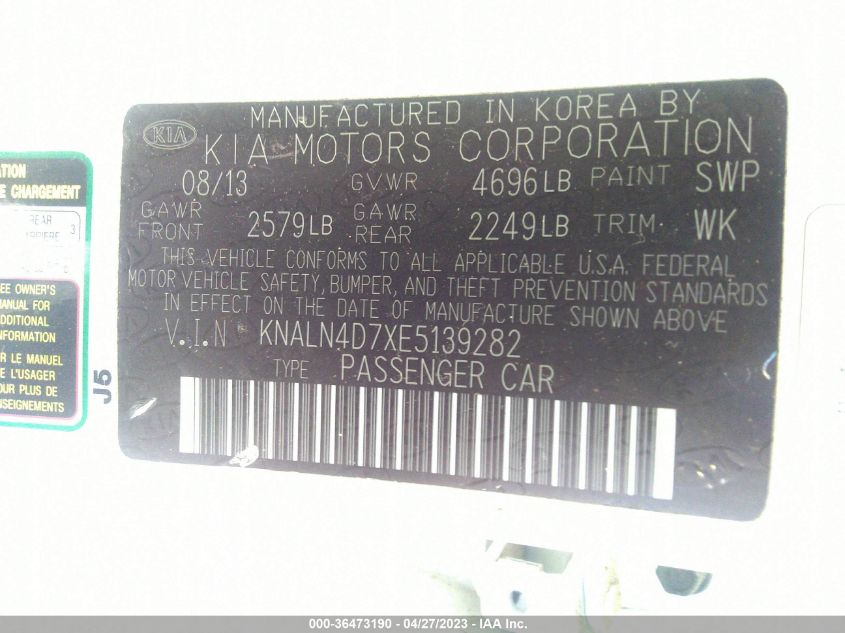 MANUFACTURED IN KOREA BY
KIA
KIA MOTORS CORPORATION
08/13 GVWR 4696LB PAINT SWP
GAWR FRONT 2579LB GAWR REAR 2249LB TRIM. WK
THIS VEHICLE CONFORMS TO ALL APPLICABLE U.S.A. FEDERAL
MOTOR VEHICLE SAFETY, BUMPER, AND THEFT PREVENTION STANDARDS
IN EFFECT ON THE DATE OF MANUFACTURE SHOWN ABOVE
V.I.N KNALN4D7XE5139282
TYPE PASSENGER CAR
ATION
E CHARGEMENT
REAR
3
EE OWNER'S
MANUAL FOR
ADDITIONAL
NFORMATION
R LE MANUEL
E L'USAGER
OUR PLUS DE
NSEIGNEMENTS
J5
000-36473190 - 04/27/2023 - IAA Inc.